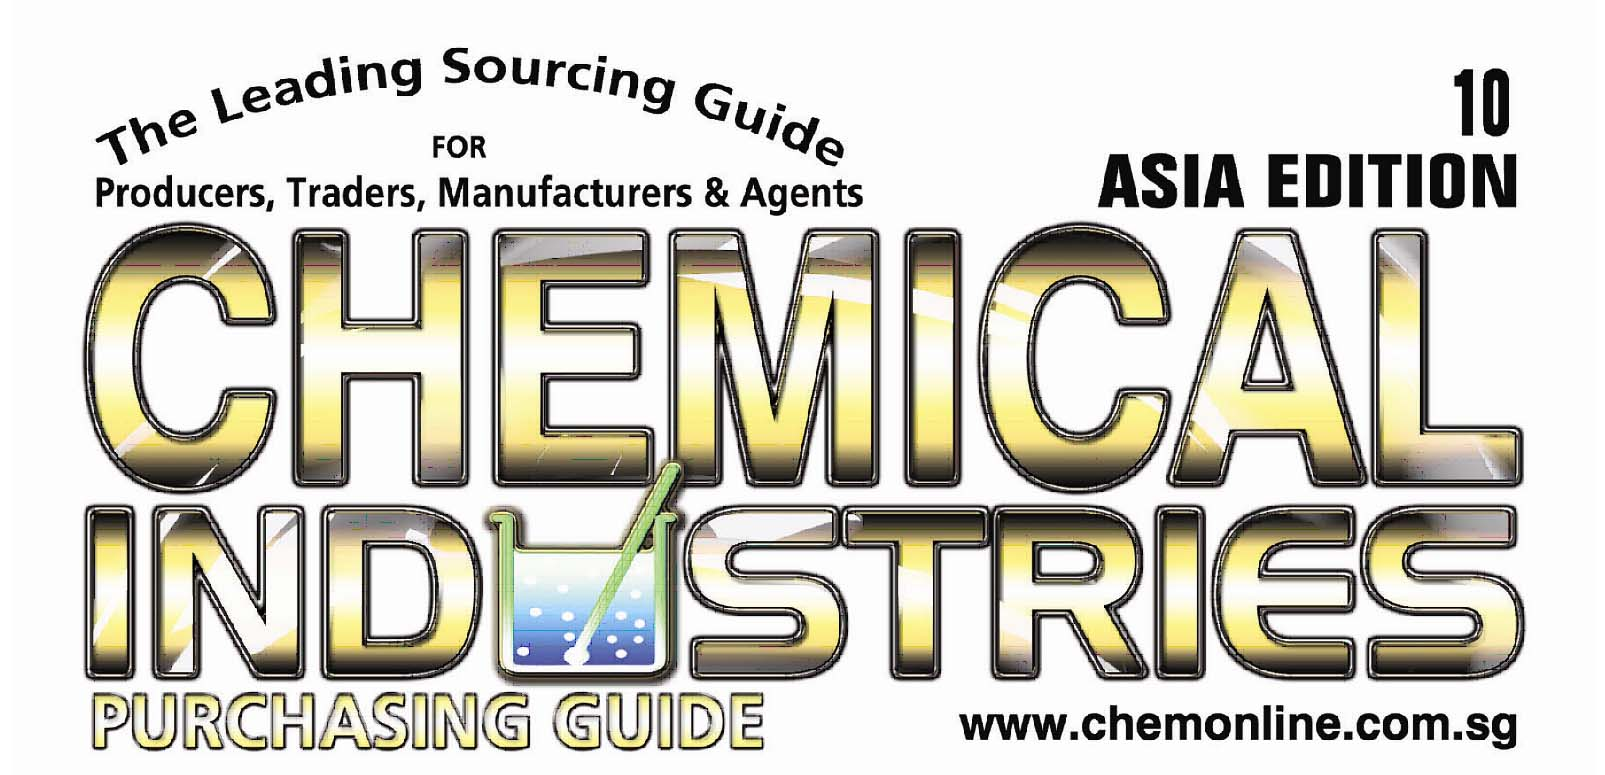 The Leading Sourcing Guide
FOR
Producers, Traders, Manufacturers & Agents
10
ASIA EDITION
CHEMICAL
INDUSTRIES
PURCHASING GUIDE
www.chemonline.com.sg